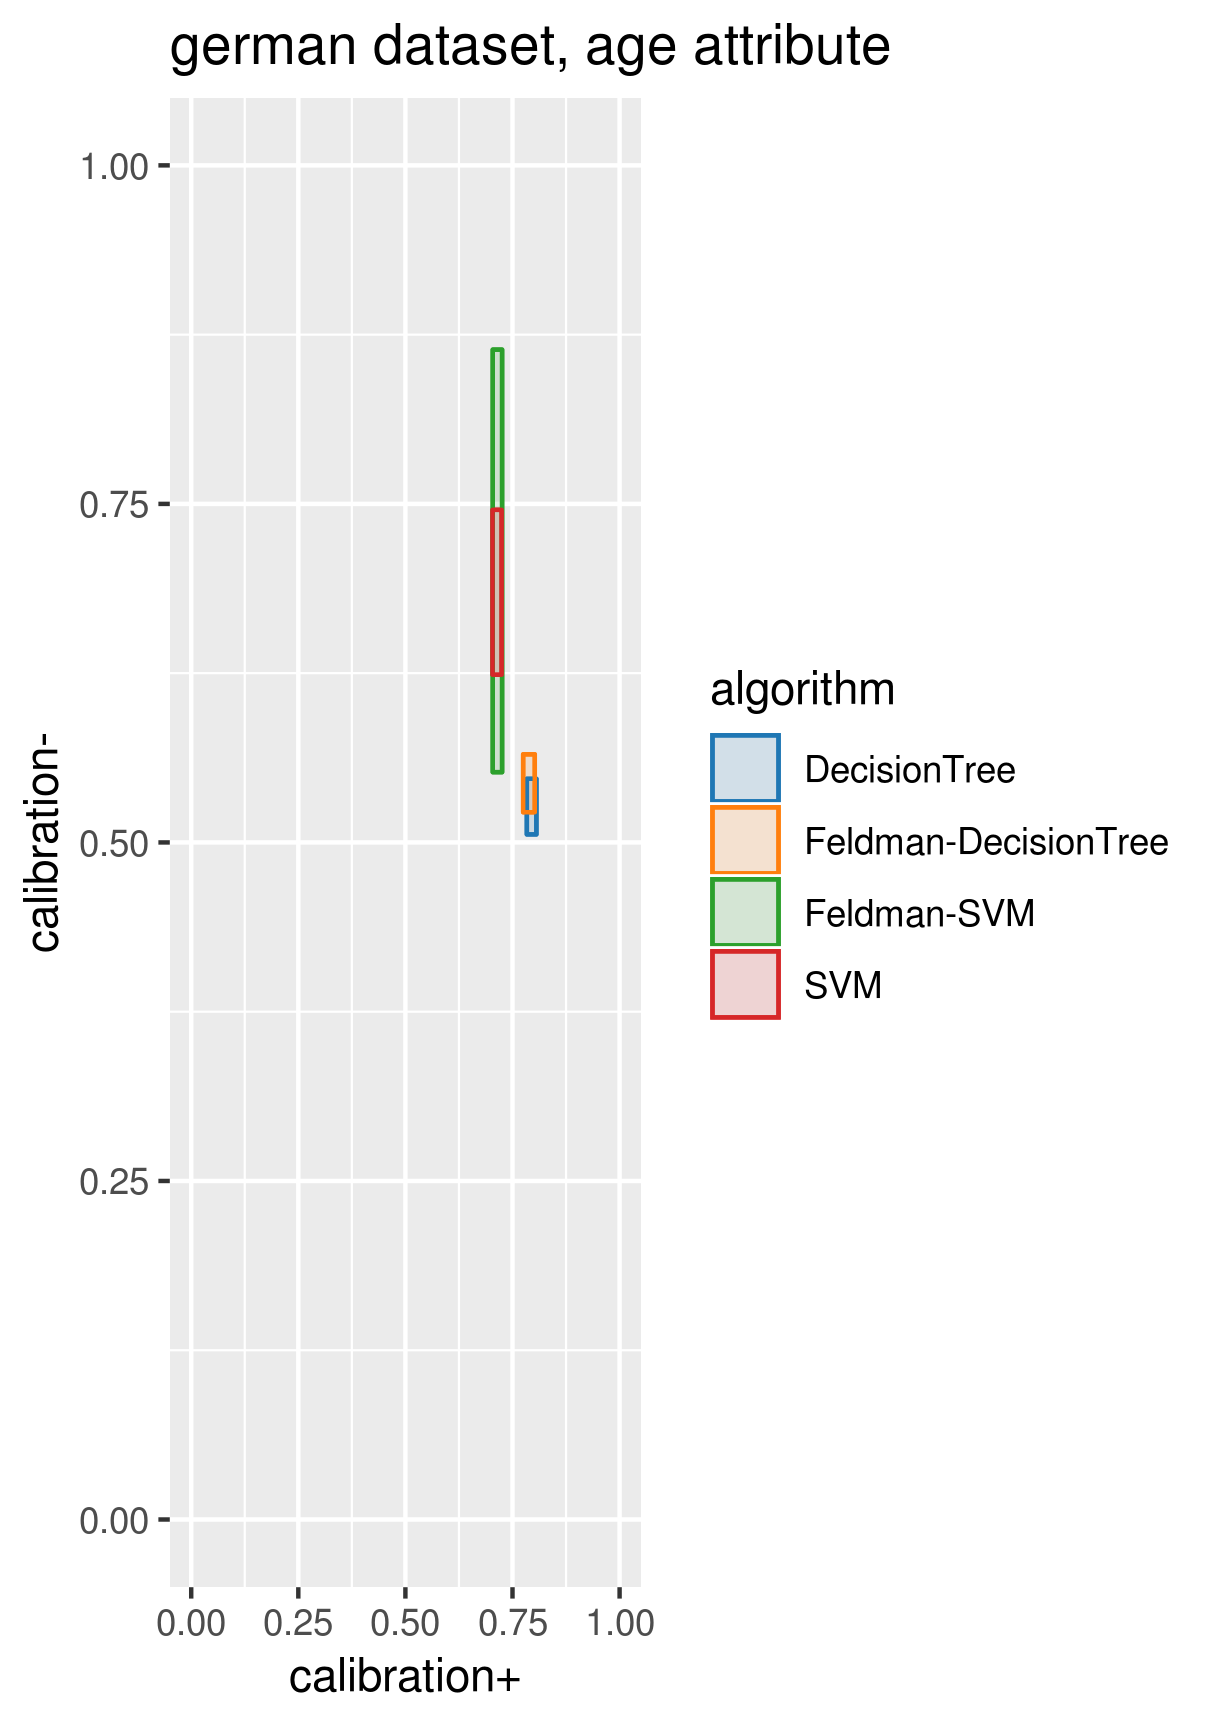 german dataset, age attribute
1.00
0.75
0.50
0.25
0.00
calibration-
0.00 0.25 0.50 0.75 1.00
calibration+
algorithm
DecisionTree
Feldman-DecisionTree
Feldman-SVM
SVM